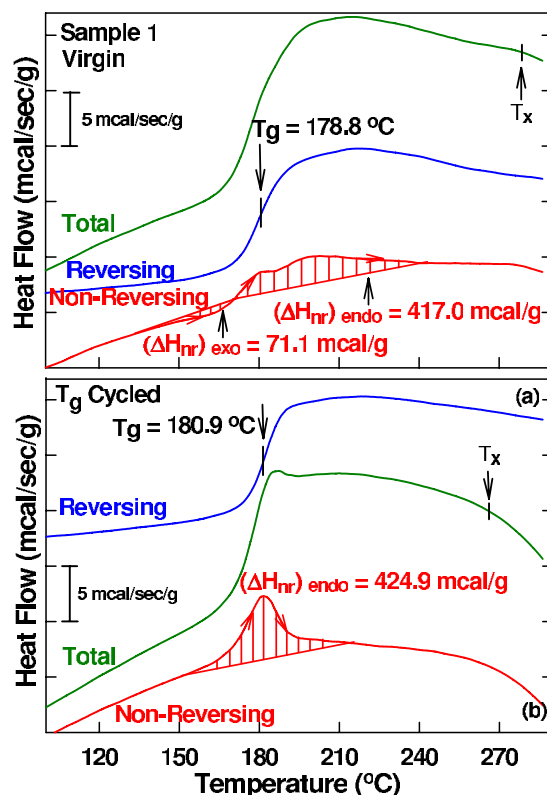 Sample 1
Virgin
5 mcal/sec/g
Tg = 178.8 °C
Tx
Total
Reversing
Non-Reversing
(ΔHnr) endo = 417.0 mcal/g
(ΔHnr) exo = 71.1 mcal/g
(a)
Heat Flow (mcal/sec/g)
Tg Cycled
Tg = 180.9 °C
Tx
Reversing
5 mcal/sec/g
(ΔHnr) endo = 424.9 mcal/g
Total
Non-Reversing
(b)
Heat Flow (mcal/sec/g)
120 150 180 210 240 270
Temperature (°C)